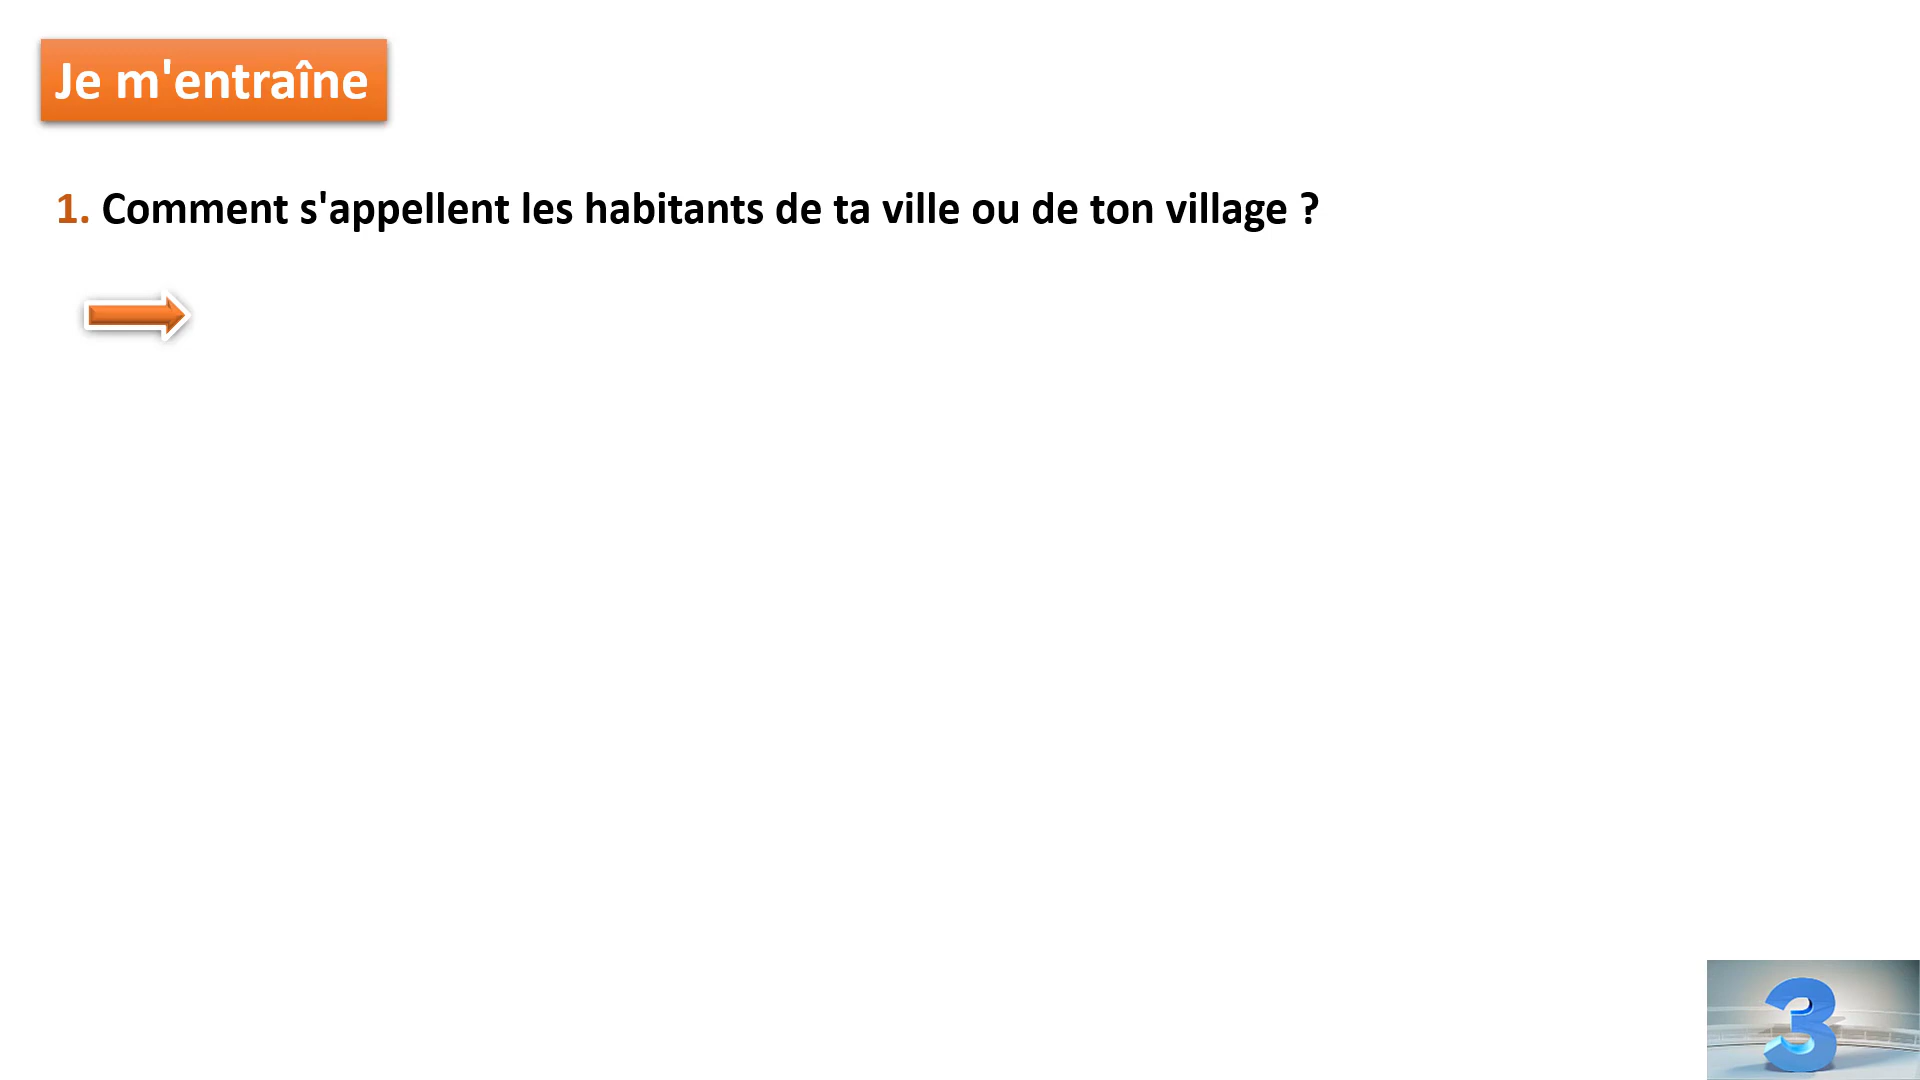 Je m'entraîne
1. Comment s'appellent les habitants de ta ville ou de ton village ?
3